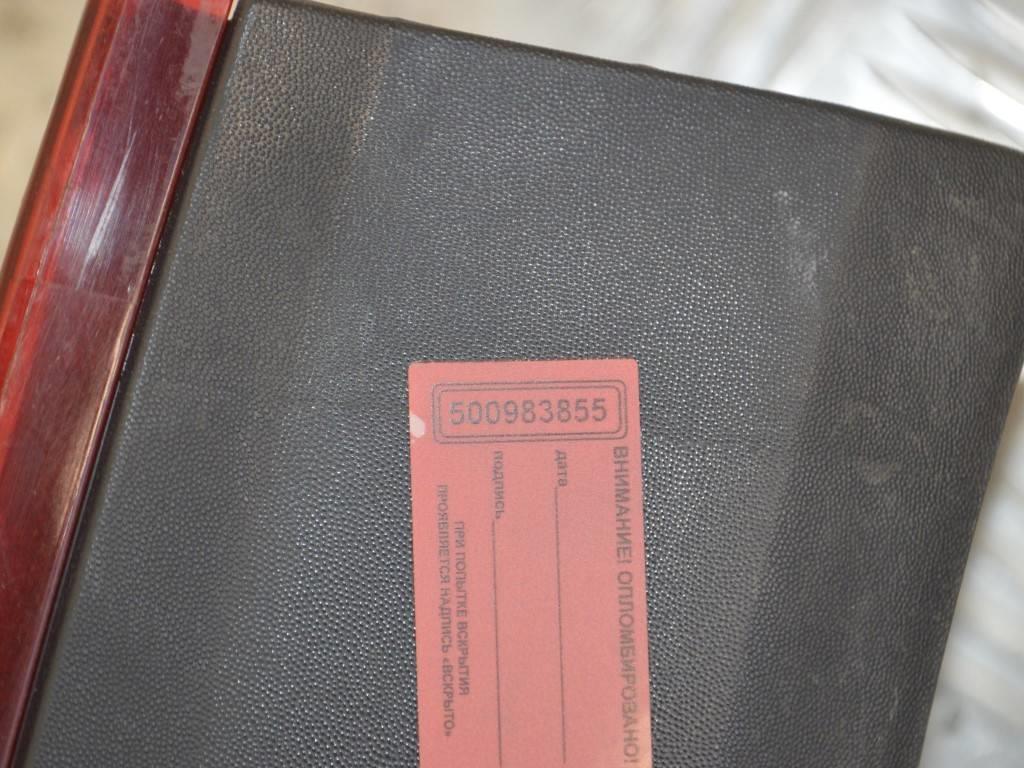 500983855
ВНИМАНИЕ! ОПЛОМБИРОВАНО!
дата
подпись
ПРИ ПОПЫТКЕ ВСКРЫТИЯ
ПРОЯВЛЯЕТСЯ НАДПИСЬ «ВСКРЫТО»